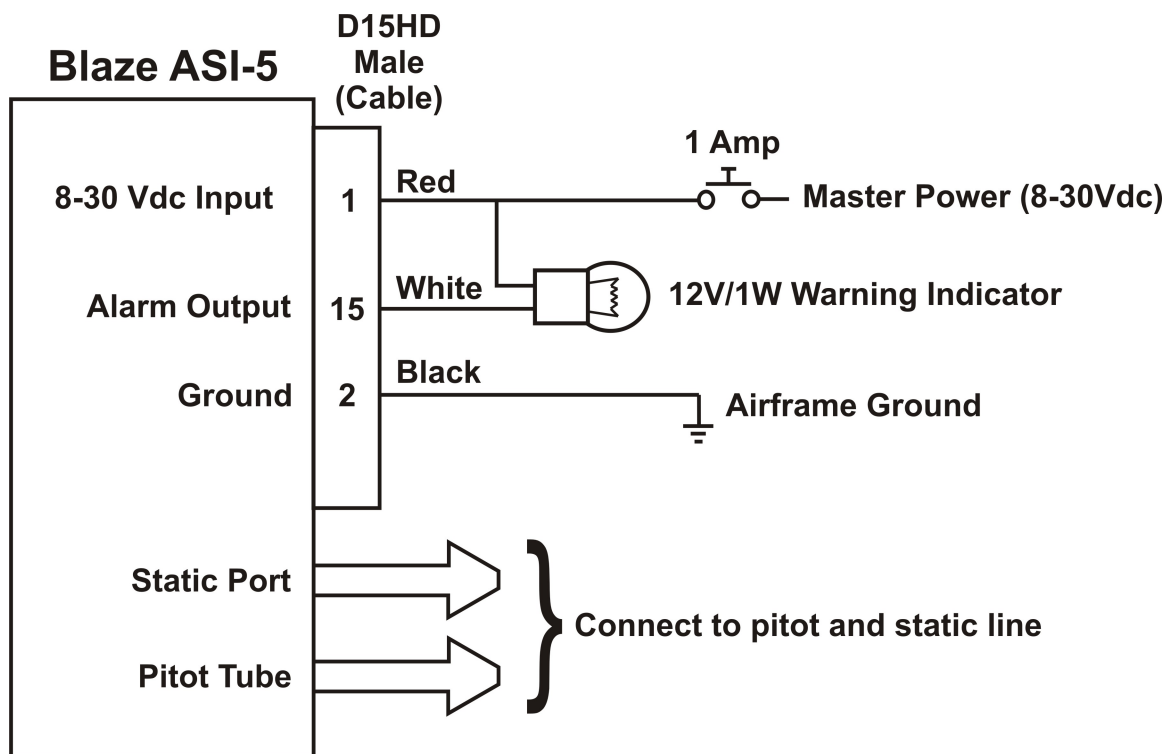 Blaze ASI-5
D15HD
Male
(Cable)
1 Amp
8-30 Vdc Input
1
Red
Master Power (8-30Vdc)
Alarm Output
15
White
12V/1W Warning Indicator
Ground
2
Black
Airframe Ground
Static Port
Connect to pitot and static line
Pitot Tube